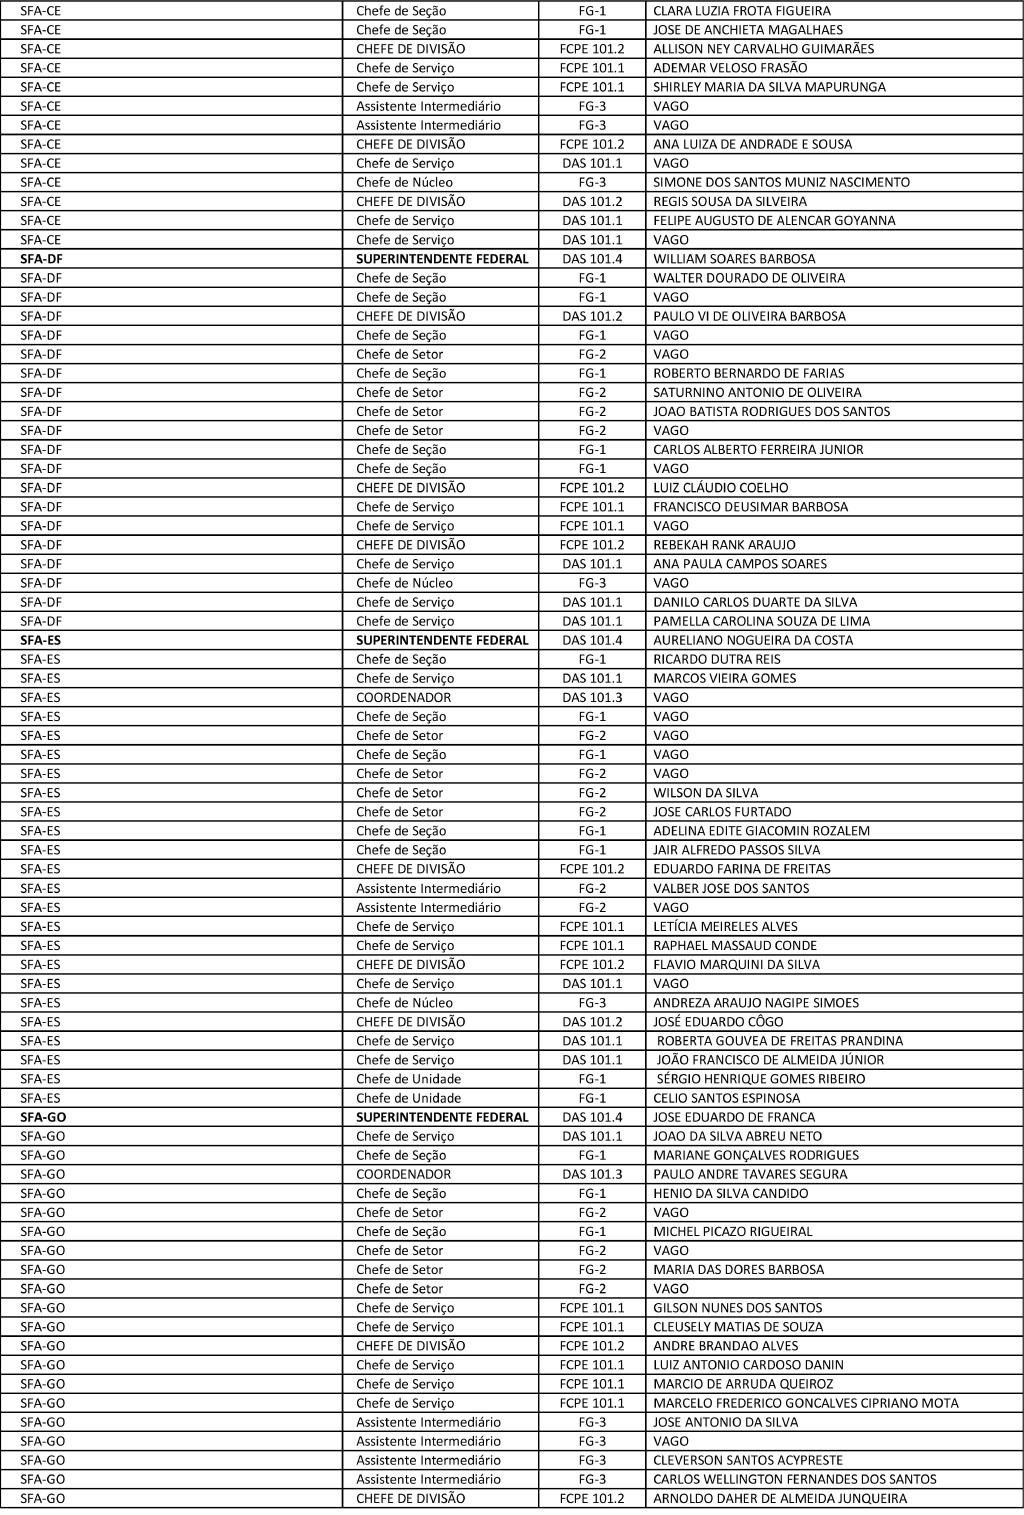 SFA-CE Chefe de Seção FG-1 CLARA LUZIA FROTA FIGUEIRA
SFA-CE Chefe de Seção FG-1 JOSE DE ANCHIETA MAGALHAES
SFA-CE CHEFE DE DIVISÃO FCPE 101.2 ALLISON NEY CARVALHO GUIMARÃES
SFA-CE Chefe de Serviço FCPE 101.1 ADEMAR VELOSO FRASÃO
SFA-CE Chefe de Serviço FCPE 101.1 SHIRLEY MARIA DA SILVA MAPURUNGA
SFA-CE Assistente Intermediário FG-3 VAGO
SFA-CE Assistente Intermediário FG-3 VAGO
SFA-CE CHEFE DE DIVISÃO FCPE 101.2 ANA LUIZA DE ANDRADE E SOUSA
SFA-CE Chefe de Serviço DAS 101.1 VAGO
SFA-CE Chefe de Núcleo FG-3 SIMONE DOS SANTOS MUNIZ NASCIMENTO
SFA-CE CHEFE DE DIVISÃO DAS 101.2 REGIS SOUSA DA SILVEIRA
SFA-CE Chefe de Serviço DAS 101.1 FELIPE AUGUSTO DE ALENCAR GOYANNA
SFA-CE Chefe de Serviço DAS 101.1 VAGO
SFA-DF SUPERINTENDENTE FEDERAL DAS 101.4 WILLIAM SOARES BARBOSA
SFA-DF Chefe de Seção FG-1 WALTER DOURADO DE OLIVEIRA
SFA-DF Chefe de Seção FG-1 VAGO
SFA-DF CHEFE DE DIVISÃO DAS 101.2 PAULO VI DE OLIVEIRA BARBOSA
SFA-DF Chefe de Seção FG-1 VAGO
SFA-DF Chefe de Setor FG-2 VAGO
SFA-DF Chefe de Seção FG-1 ROBERTO BERNARDO DE FARIAS
SFA-DF Chefe de Setor FG-2 SATURNINO ANTONIO DE OLIVEIRA
SFA-DF Chefe de Setor FG-2 JOAO BATISTA RODRIGUES DOS SANTOS
SFA-DF Chefe de Setor FG-2 VAGO
SFA-DF Chefe de Seção FG-1 CARLOS ALBERTO FERREIRA JUNIOR
SFA-DF Chefe de Seção FG-1 VAGO
SFA-DF CHEFE DE DIVISÃO FCPE 101.2 LUIZ CLÁUDIO COELHO
SFA-DF Chefe de Serviço FCPE 101.1 FRANCISCO DEUSIMAR BARBOSA
SFA-DF Chefe de Serviço FCPE 101.1 VAGO
SFA-DF CHEFE DE DIVISÃO FCPE 101.2 REBEKAH RANK ARAUJO
SFA-DF Chefe de Serviço DAS 101.1 ANA PAULA CAMPOS SOARES
SFA-DF Chefe de Núcleo FG-3 VAGO
SFA-DF Chefe de Serviço DAS 101.1 DANILO CARLOS DUARTE DA SILVA
SFA-DF Chefe de Serviço DAS 101.1 PAMELLA CAROLINA SOUZA DE LIMA
SFA-ES SUPERINTENDENTE FEDERAL DAS 101.4 AURELIANO NOGUEIRA DA COSTA
SFA-ES Chefe de Seção FG-1 RICARDO DUTRA REIS
SFA-ES Chefe de Serviço DAS 101.1 MARCOS VIEIRA GOMES
SFA-ES COORDENADOR DAS 101.3 VAGO
SFA-ES Chefe de Seção FG-1 VAGO
SFA-ES Chefe de Setor FG-2 VAGO
SFA-ES Chefe de Seção FG-1 VAGO
SFA-ES Chefe de Setor FG-2 VAGO
SFA-ES Chefe de Setor FG-2 WILSON DA SILVA
SFA-ES Chefe de Setor FG-2 JOSE CARLOS FURTADO
SFA-ES Chefe de Seção FG-1 ADELINA EDITE GIACOMIN ROZALEM
SFA-ES Chefe de Seção FG-1 JAIR ALFREDO PASSOS SILVA
SFA-ES CHEFE DE DIVISÃO FCPE 101.2 EDUARDO FARINA DE FREITAS
SFA-ES Assistente Intermediário FG-2 VALBER JOSE DOS SANTOS
SFA-ES Assistente Intermediário FG-2 VAGO
SFA-ES Chefe de Serviço FCPE 101.1 LETÍCIA MEIRELES ALVES
SFA-ES Chefe de Serviço FCPE 101.1 RAPHAEL MASSAUD CONDE
SFA-ES CHEFE DE DIVISÃO FCPE 101.2 FLAVIO MARQUINI DA SILVA
SFA-ES Chefe de Serviço DAS 101.1 VAGO
SFA-ES Chefe de Núcleo FG-3 ANDREZA ARAUJO NAGIPE SIMOES
SFA-ES CHEFE DE DIVISÃO DAS 101.2 JOSÉ EDUARDO CÔGO
SFA-ES Chefe de Serviço DAS 101.1 ROBERTA GOUVEA DE FREITAS PRANDINA
SFA-ES Chefe de Serviço DAS 101.1 JOÃO FRANCISCO DE ALMEIDA JÚNIOR
SFA-ES Chefe de Unidade FG-1 SÉRGIO HENRIQUE GOMES RIBEIRO
SFA-ES Chefe de Unidade FG-1 CELIO SANTOS ESPINOSA
SFA-GO SUPERINTENDENTE FEDERAL DAS 101.4 JOSE EDUARDO DE FRANCA
SFA-GO Chefe de Serviço DAS 101.1 JOAO DA SILVA ABREU NETO
SFA-GO Chefe de Seção FG-1 MARIANE GONÇALVES RODRIGUES
SFA-GO COORDENADOR DAS 101.3 PAULO ANDRE TAVARES SEGURA
SFA-GO Chefe de Seção FG-1 HENIO DA SILVA CANDIDO
SFA-GO Chefe de Setor FG-2 VAGO
SFA-GO Chefe de Seção FG-1 MICHEL PICAZO RIGUEIRAL
SFA-GO Chefe de Setor FG-2 VAGO
SFA-GO Chefe de Setor FG-2 MARIA DAS DORES BARBOSA
SFA-GO Chefe de Setor FG-2 VAGO
SFA-GO Chefe de Serviço FCPE 101.1 GILSON NUNES DOS SANTOS
SFA-GO Chefe de Serviço FCPE 101.1 CLEUSELY MATIAS DE SOUZA
SFA-GO CHEFE DE DIVISÃO FCPE 101.2 ANDRE BRANDAO ALVES
SFA-GO Chefe de Serviço FCPE 101.1 LUIZ ANTONIO CARDOSO DANIN
SFA-GO Chefe de Serviço FCPE 101.1 MARCIO DE ARRUDA QUEIROZ
SFA-GO Chefe de Serviço FCPE 101.1 MARCELO FREDERICO GONCALVES CIPRIANO MOTA
SFA-GO Assistente Intermediário FG-3 JOSE ANTONIO DA SILVA
SFA-GO Assistente Intermediário FG-3 VAGO
SFA-GO Assistente Intermediário FG-3 CLEVERSON SANTOS ACYPRESTE
SFA-GO Assistente Intermediário FG-3 CARLOS WELLINGTON FERNANDES DOS SANTOS
SFA-GO CHEFE DE DIVISÃO FCPE 101.2 ARNOLDO DAHER DE ALMEIDA JUNQUEIRA